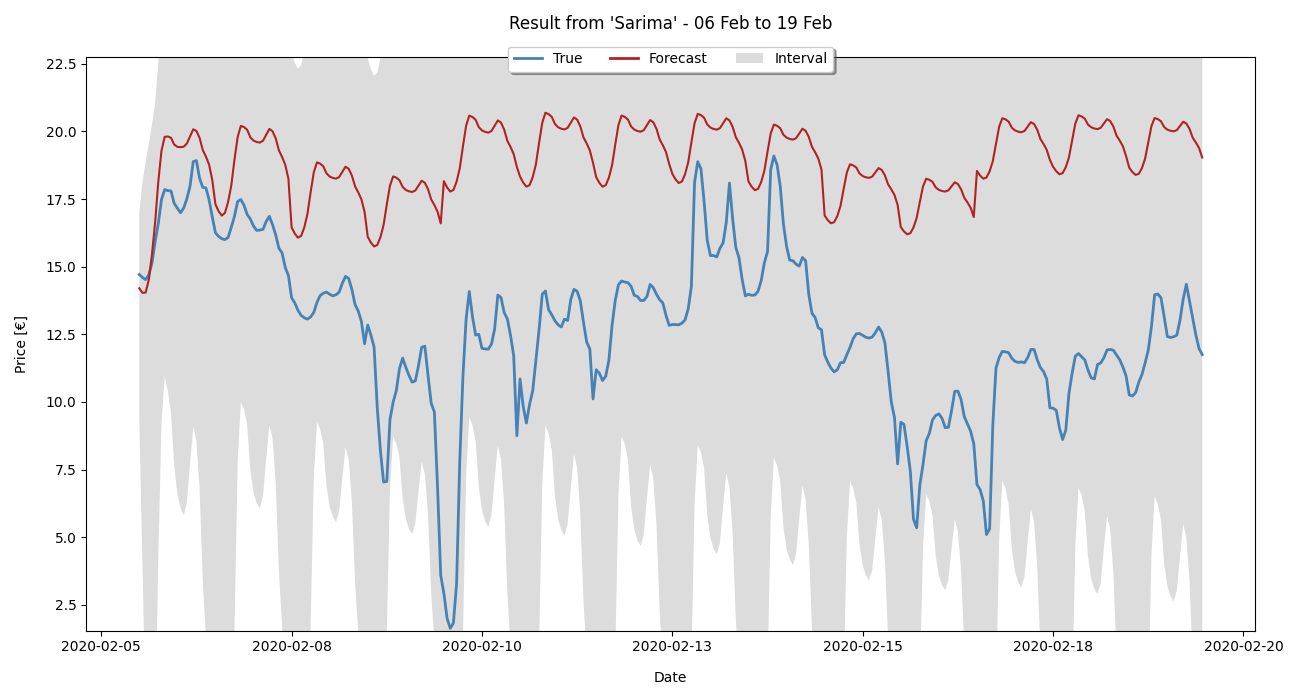 Result from 'Sarima' - 06 Feb to 19 Feb
True Forecast Interval
22.5
20.0
17.5
15.0
12.5
10.0
7.5
5.0
2.5
Price [€]
2020-02-05 2020-02-08 2020-02-10 2020-02-13 2020-02-15 2020-02-18 2020-02-20
Date